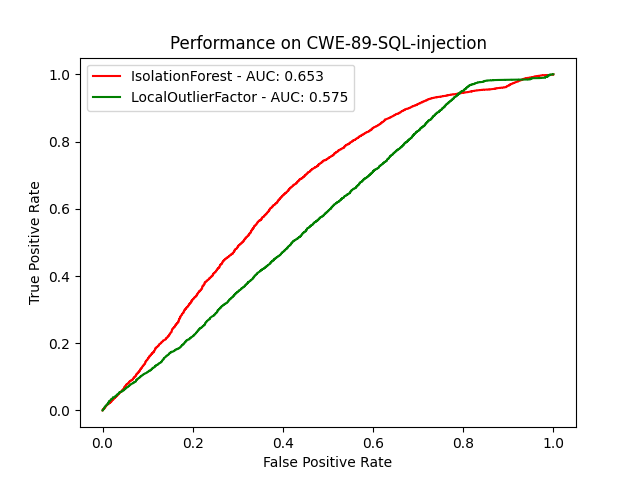 Performance on CWE-89-SQL-injection
IsolationForest - AUC: 0.653
LocalOutlierFactor - AUC: 0.575
True Positive Rate
1.0
0.8
0.6
0.4
0.2
0.0
0.0 0.2 0.4 0.6 0.8 1.0
False Positive Rate